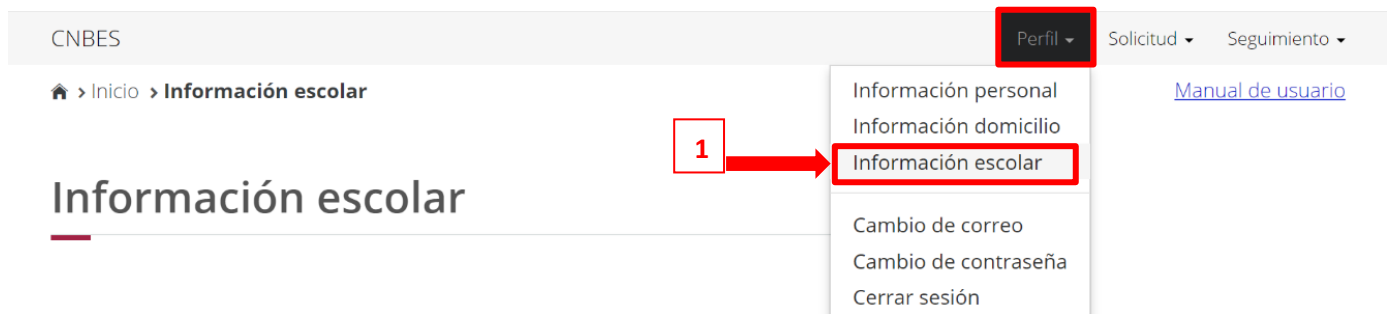 CNBES
Perfil
Solicitud
Seguimiento
> Inicio > Información escolar
Manual de usuario
Información personal
Información domicilio
1
Información escolar
Información escolar
Cambio de correo
Cambio de contraseña
Cerrar sesión